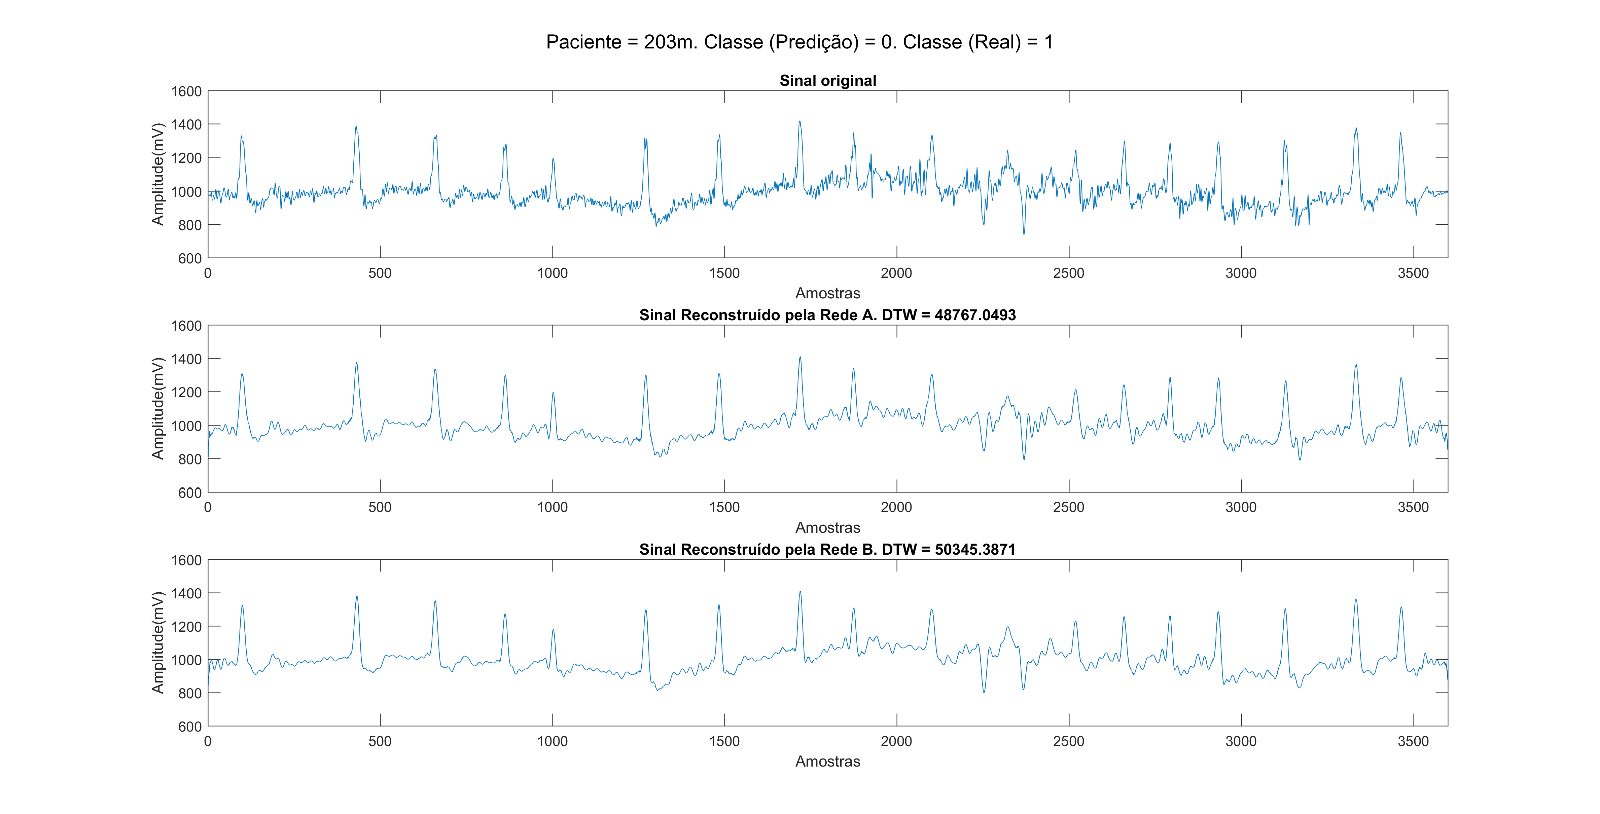 Paciente = 203m. Classe (Predição) = 0. Classe (Real) = 1
Sinal original
1600
1400
1200
1000
800
600
Amplitude(mV)
0 500 1000 1500 2000 2500 3000 3500
Amostras
Sinal Reconstruído pela Rede A. DTW = 48767.0493
1600
1400
1200
1000
800
600
Amplitude(mV)
0 500 1000 1500 2000 2500 3000 3500
Amostras
Sinal Reconstruído pela Rede B. DTW = 50345.3871
1600
1400
1200
1000
800
600
Amplitude(mV)
0 500 1000 1500 2000 2500 3000 3500
Amostras